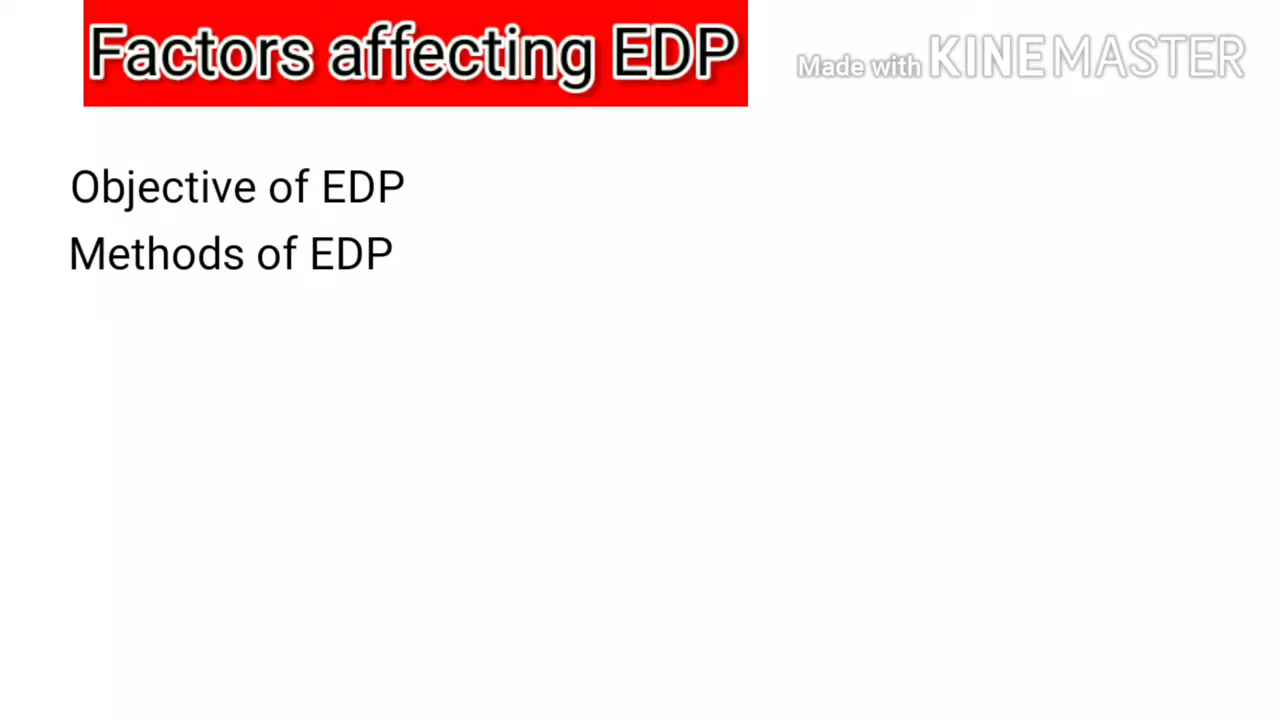 Factors affecting EDP
Made with KINEMASTER
Objective of EDP
Methods of EDP